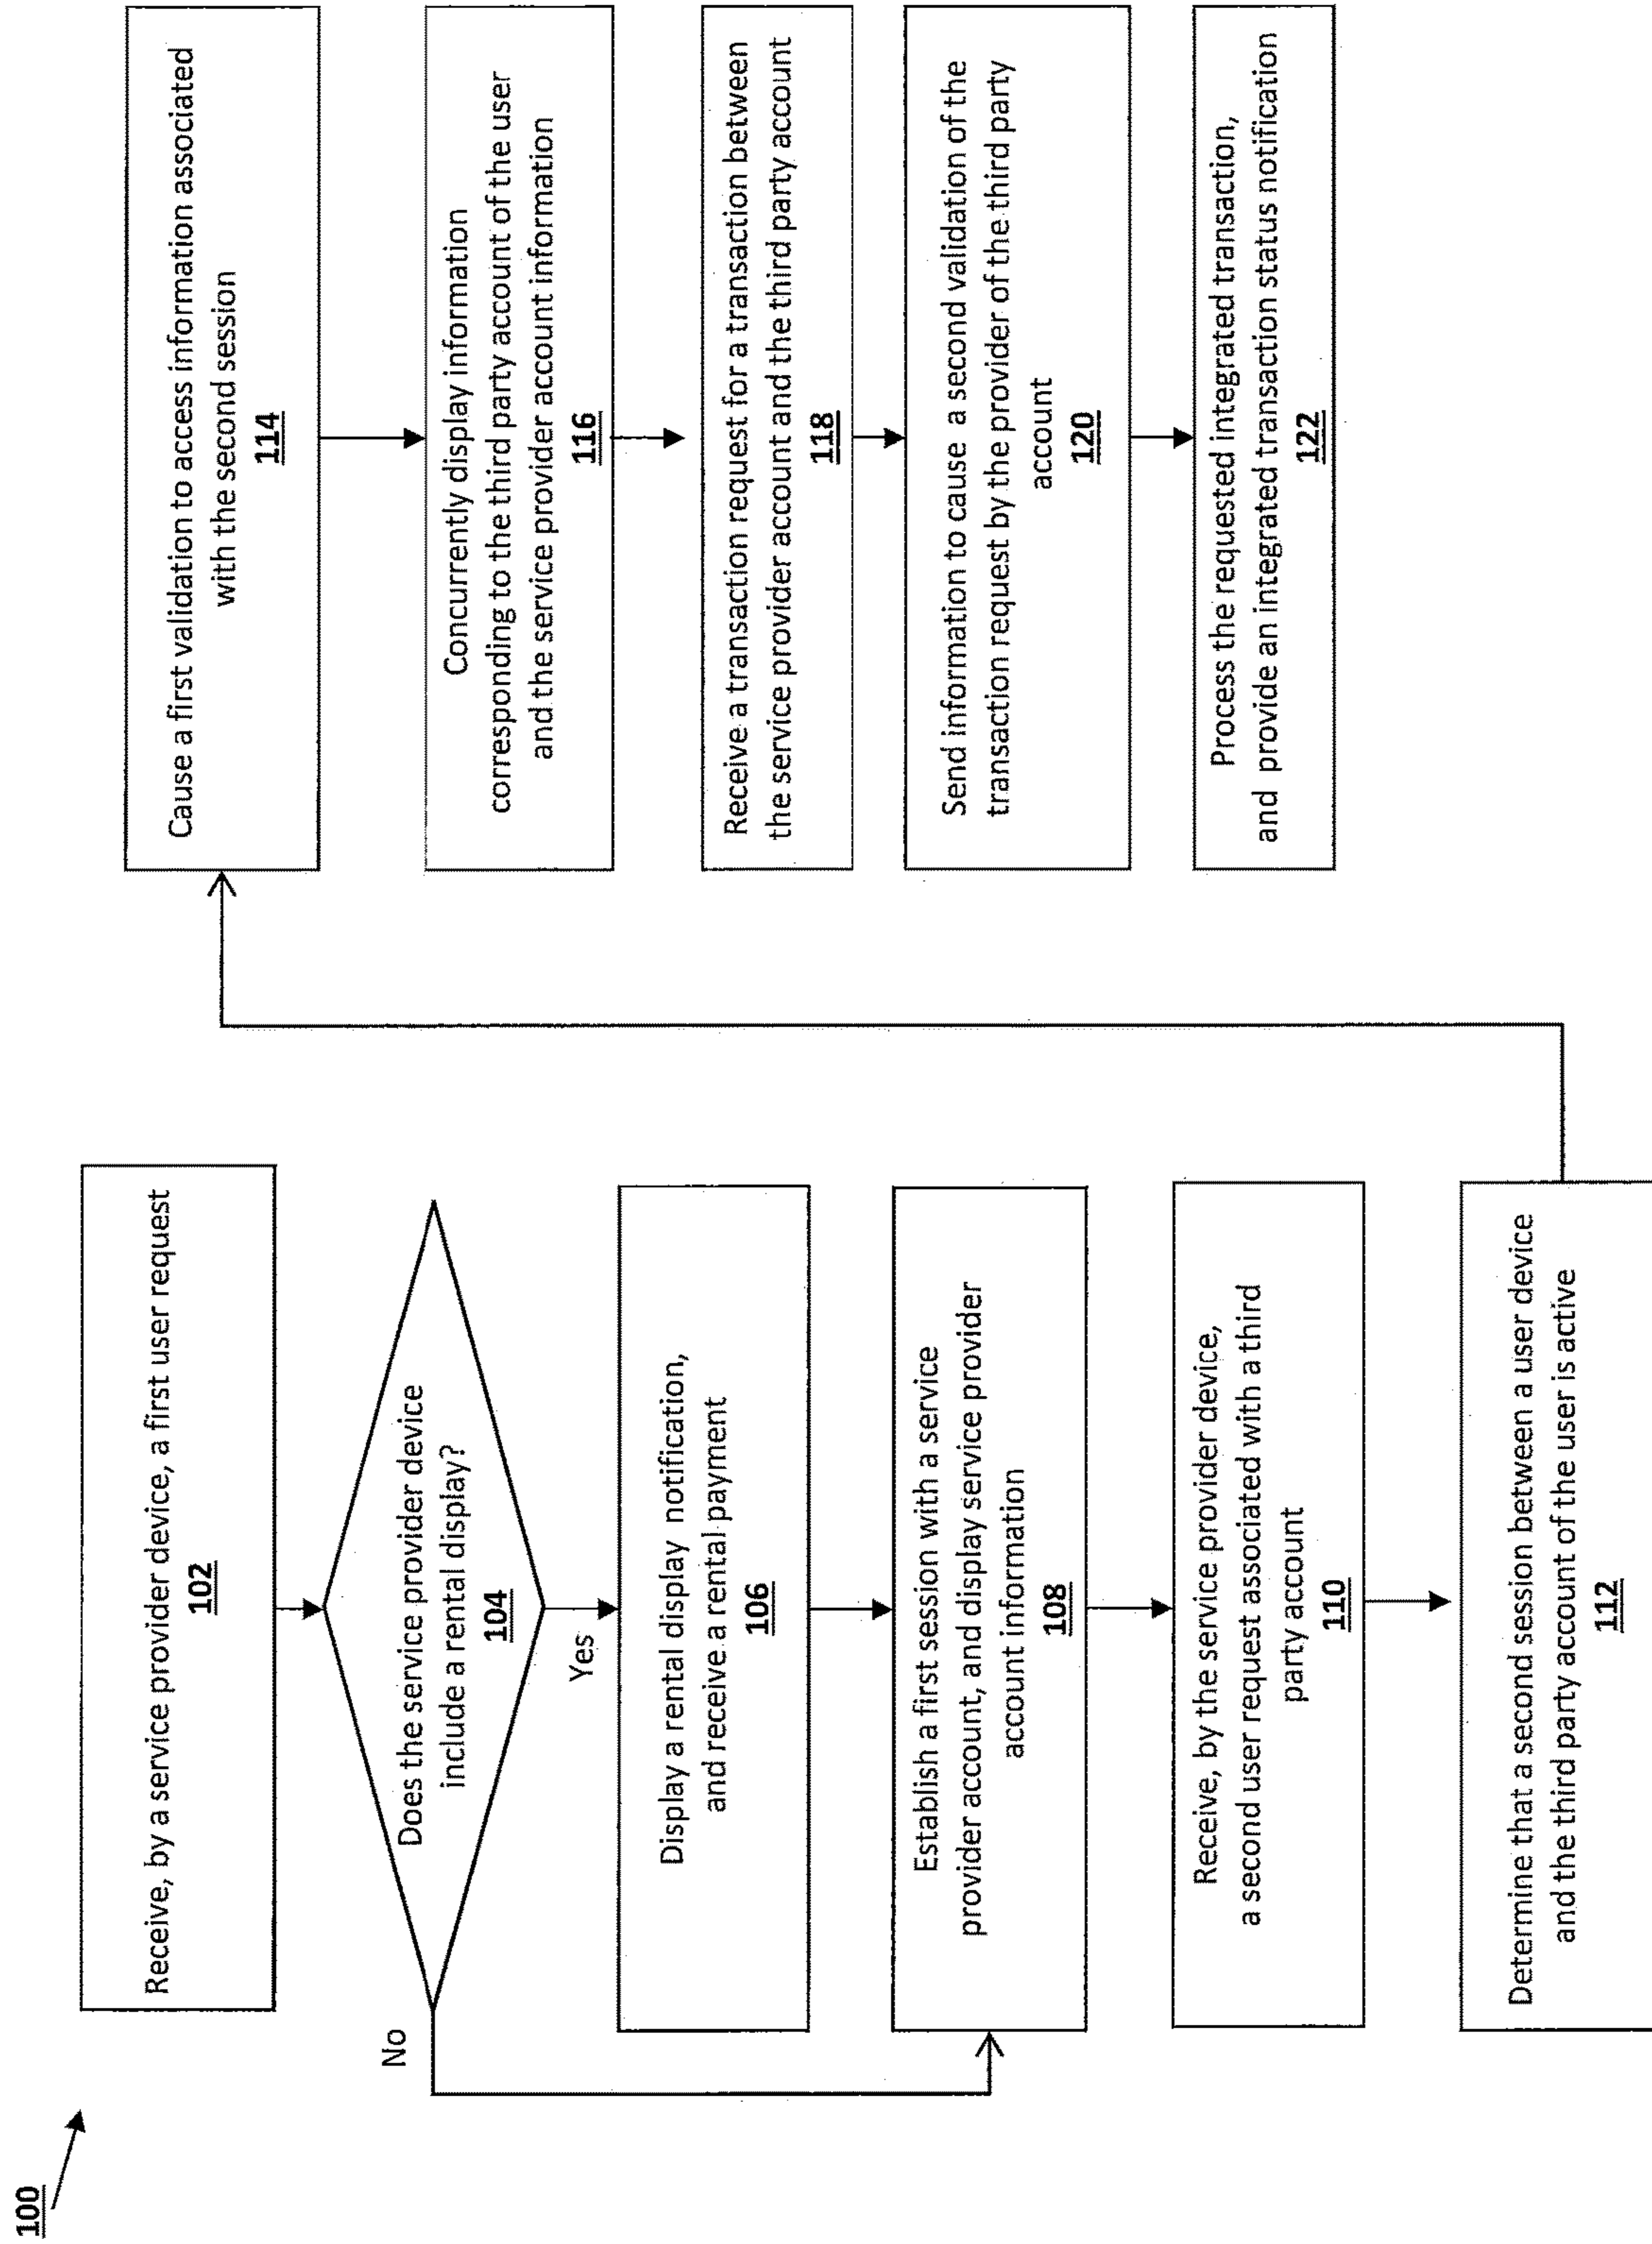 100
Receive, by a service provider device, a first user request
102
Does the service provider device
include a rental display?
104
No
Yes
Display a rental display notification,
and receive a rental payment
106
Establish a first session with a service
provider account, and display service provider
account information
108
Receive, by the service provider device,
a second user request associated with a third
party account
110
Determine that a second session between a user device
and the third party account of the user is active
112
Cause a first validation to access information associated
with the second session
114
Concurrently display information
corresponding to the third party account of the user
and the service provider account information
116
Receive a transaction request for a transaction between
the service provider account and the third party account
118
Send information to cause a second validation of the
transaction request by the provider of the third party
account
120
Process the requested integrated transaction,
and provide an integrated transaction status notification
122